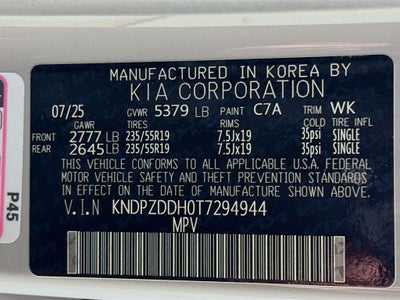 MANUFACTURED IN KOREA BY
KIA CORPORATION
07/25 GVWR 5379 LB PAINT C7A TRIM WK
GAWR TIRES RIMS COLD TIRE INFL
FRONT 2777 LB 235/55R19 7.5Jx19 35psi SINGLE
REAR 2645 LB 235/55R19 7.5Jx19 35psi SINGLE
THIS VEHICLE CONFORMS TO ALL APPLICABLE U.S.A. FEDERAL
MOTOR VEHICLE SAFETY AND THEFT PREVENTION STANDARDS
IN EFFECT ON THE DATE OF MANUFACTURE SHOWN ABOVE.
V.I.N KNDPZDDH0T7294944
MPV
P45